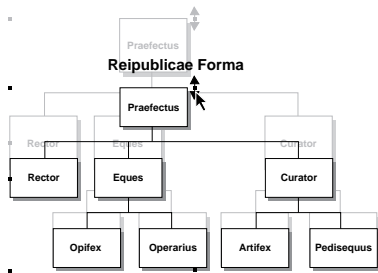 Praefectus
Reipublicae Forma
Praefectus
Rector Eques Curator
Rector Eques Curator
Opifex Operarius Artifex Pedisequus